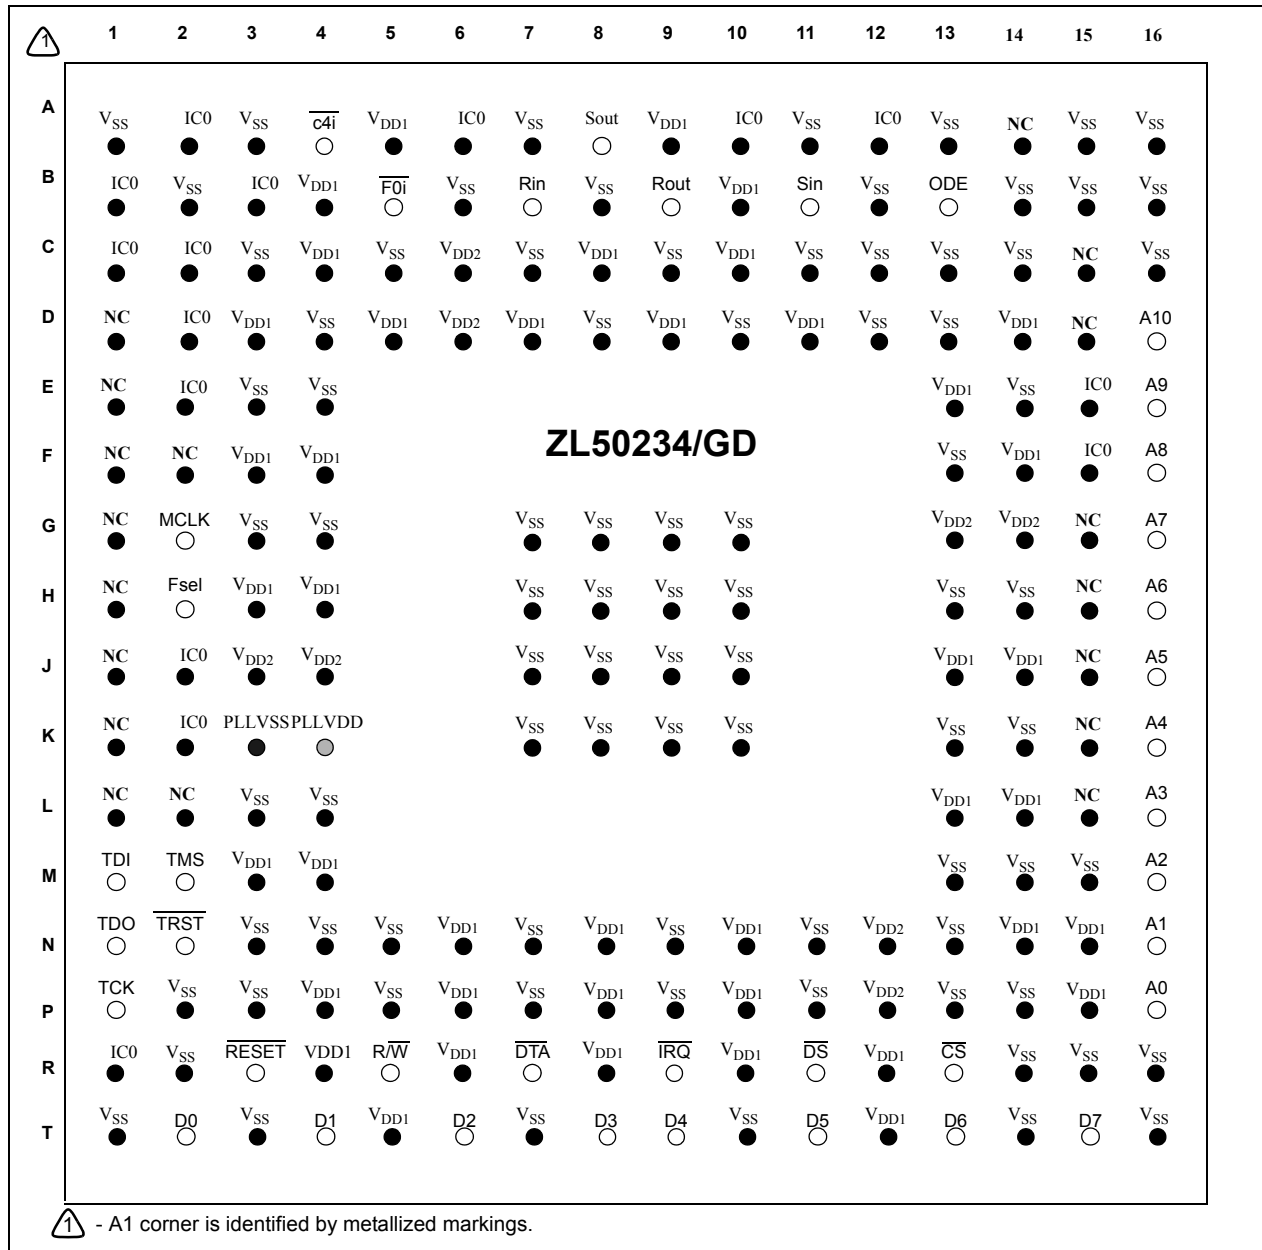 1 1 2 3 4 5 6 7 8 9 10 11 12 13 14 15 16
A VSS IC0 VSS c4i VDD1 IC0 VSS Sout VDD1 IC0 VSS IC0 VSS NC VSS VSS
B IC0 VSS IC0 VDD1 F0i VSS Rin VSS Rout VDD1 Sin VSS ODE VSS VSS VSS
C IC0 IC0 VSS VDD1 VSS VDD2 VSS VDD1 VSS VDD1 VSS VSS VSS VSS NC VSS
D NC IC0 VDD1 VSS VDD1 VDD2 VDD1 VSS VDD1 VSS VDD1 VSS VSS VDD1 NC A10
E NC IC0 VSS VSS VDD1 VSS IC0 A9
ZL50234/GD
F NC NC VDD1 VDD1 VSS VDD1 IC0 A8
G NC MCLK VSS VSS VSS VSS VSS VSS VDD2 VDD2 NC A7
H NC Fsel VDD1 VDD1 VSS VSS VSS VSS VSS VSS NC A6
J NC IC0 VDD2 VDD2 VSS VSS VSS VSS VDD1 VDD1 NC A5
K NC IC0 PLLVSS PLLVDD VSS VSS VSS VSS VSS VSS NC A4
L NC NC VSS VSS VDD1 VDD1 NC A3
M TDI TMS VDD1 VDD1 VSS VSS VSS A2
N TDO TRST VSS VSS VSS VDD1 VSS VDD1 VSS VDD1 VSS VDD2 VSS VDD1 VDD1 A1
P TCK VSS VSS VDD1 VSS VDD1 VSS VDD1 VSS VDD1 VSS VDD2 VSS VSS VDD1 A0
R IC0 VSS RESET VDD1 R/W VDD1 DTA VDD1 IRQ VDD1 DS VDD1 CS VSS VSS VSS
T VSS D0 VSS D1 VDD1 D2 VSS D3 D4 VSS D5 VDD1 D6 VSS D7 VSS
1 - A1 corner is identified by metallized markings.